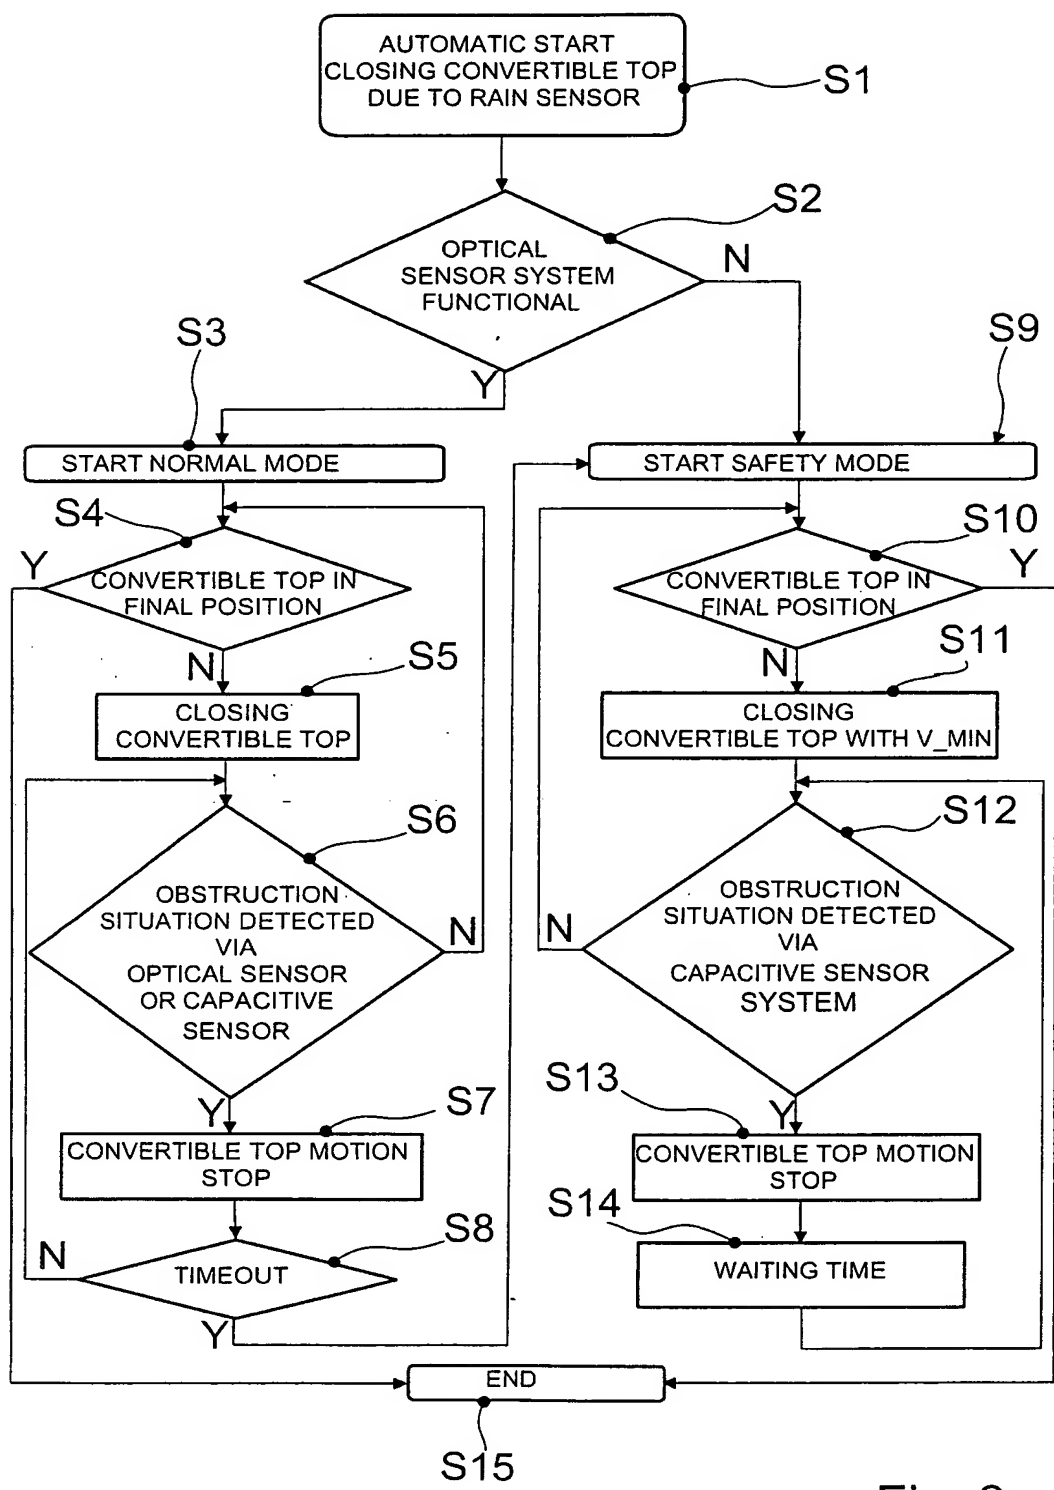 AUTOMATIC START
CLOSING CONVERTIBLE TOP
DUE TO RAIN SENSOR
S1
S2
OPTICAL
SENSOR SYSTEM
FUNCTIONAL
N
Y
S3
S9
START NORMAL MODE
START SAFETY MODE
S4
Y
CONVERTIBLE TOP IN
FINAL POSITION
S10
CONVERTIBLE TOP IN
FINAL POSITION
Y
N
S5
CLOSING
CONVERTIBLE TOP
N
S11
CLOSING
CONVERTIBLE TOP WITH V_MIN
S6
OBSTRUCTION
SITUATION DETECTED
VIA
OPTICAL SENSOR
OR CAPACITIVE
SENSOR
N
S12
OBSTRUCTION
SITUATION DETECTED
VIA
CAPACITIVE SENSOR
SYSTEM
N
Y
S7
CONVERTIBLE TOP MOTION
STOP
S13
Y
CONVERTIBLE TOP MOTION
STOP
S8
N
TIMEOUT
Y
S14
WAITING TIME
END
S15